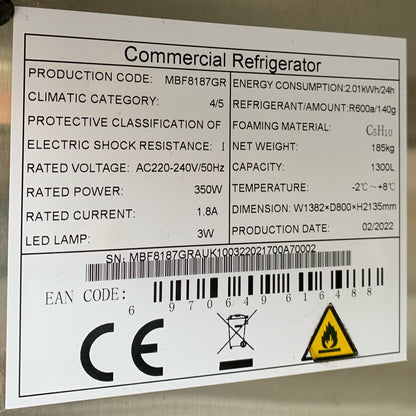 Commercial Refrigerator
PRODUCTION CODE: MBF8187GR
CLIMATIC CATEGORY: 4/5
PROTECTIVE CLASSIFICATION OF
ELECTRIC SHOCK RESISTANCE: I
RATED VOLTAGE: AC220-240V/50Hz
RATED POWER: 350W
RATED CURRENT: 1.8A
LED LAMP: 3W
ENERGY CONSUMPTION:2.01kWh/24h
REFRIGERANT/AMOUNT:R600a/140g
FOAMING MATERIAL: C5H10
NET WEIGHT: 185kg
CAPACITY: 1300L
TEMPERATURE: -2℃~+8℃
DIMENSION: W1382×D800×H2135mm
PRODUCTION DATE: 02/2022
SN: MBF8187GRAUK100322021700A70002
EAN CODE:
6 970649 616488
CE